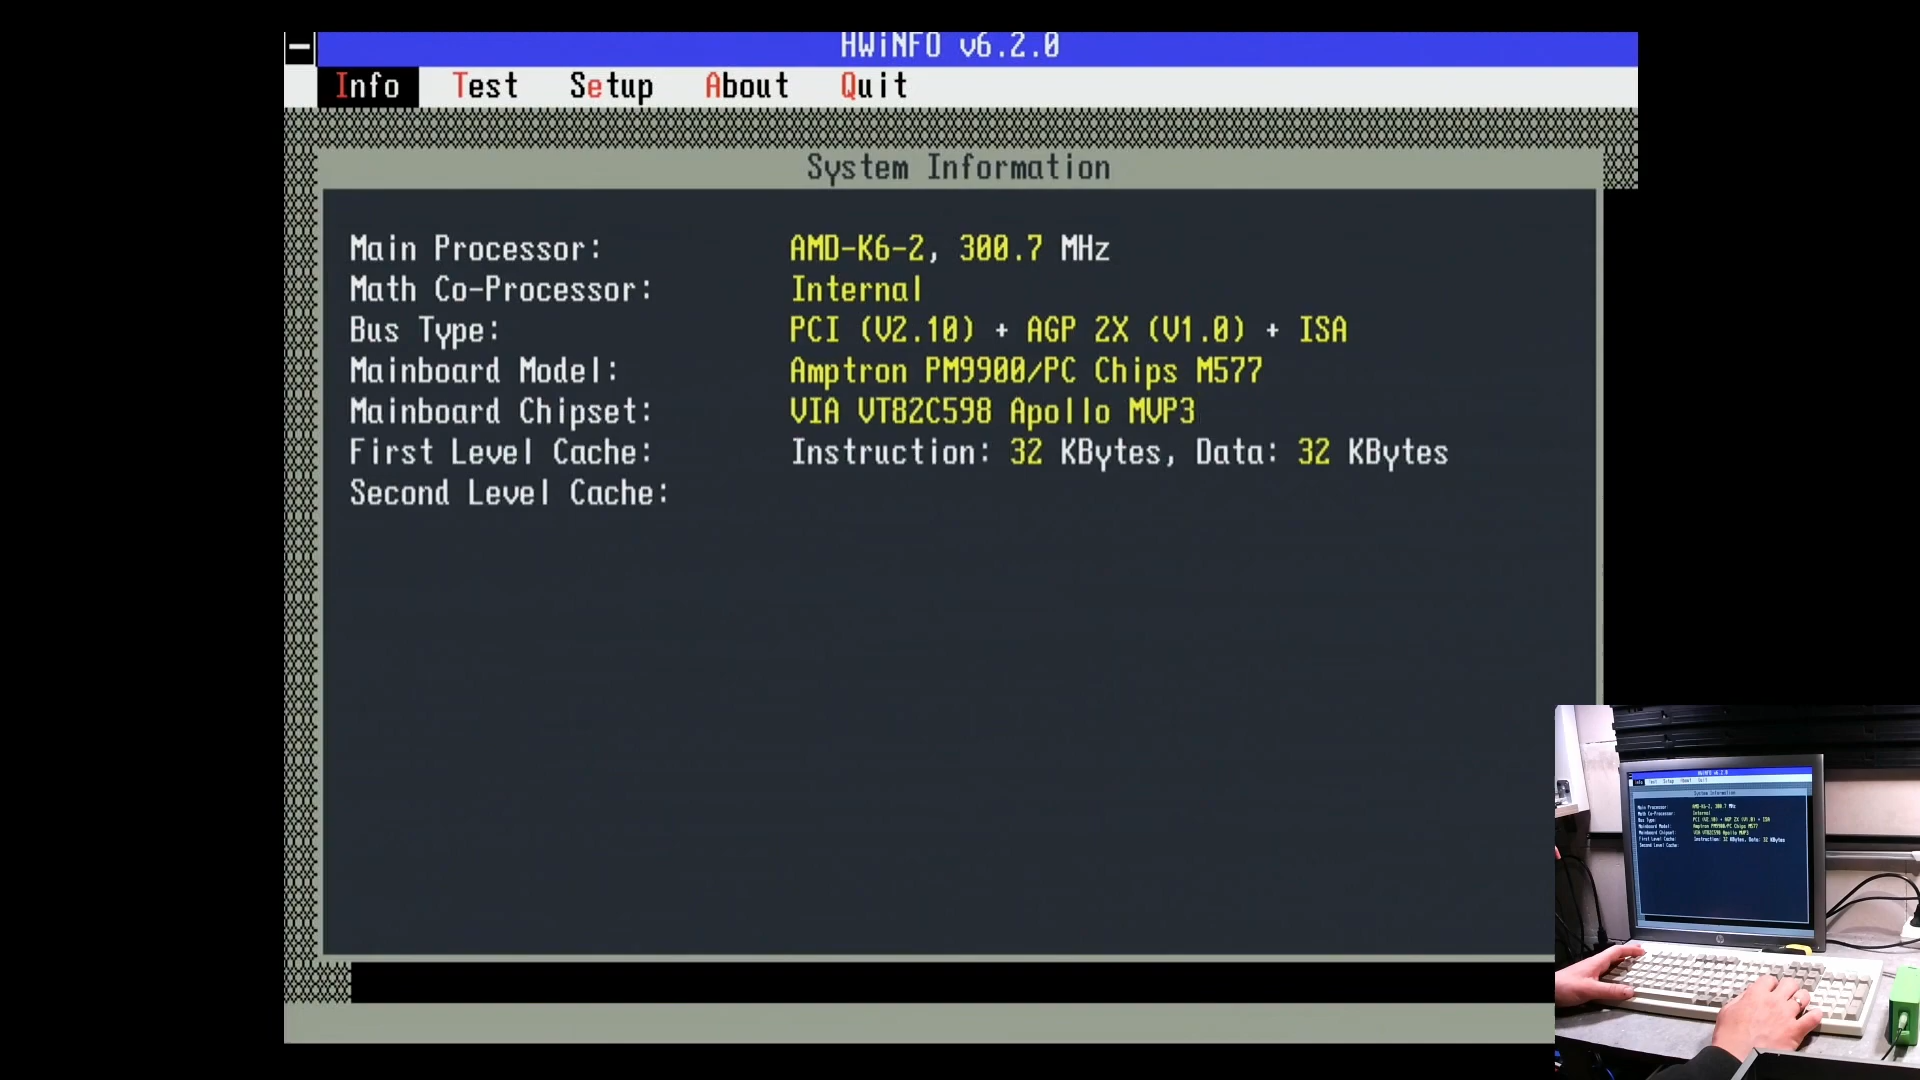 HWiNFO v6.2.0
Info Test Setup About Quit
System Information
Main Processor: AMD-K6-2, 300.7 MHz
Math Co-Processor: Internal
Bus Type: PCI (V2.10) + AGP 2X (V1.0) + ISA
Mainboard Model: Amptron PM9900/PC Chips M577
Mainboard Chipset: VIA VT82C598 Apollo MVP3
First Level Cache: Instruction: 32 KBytes, Data: 32 KBytes
Second Level Cache: